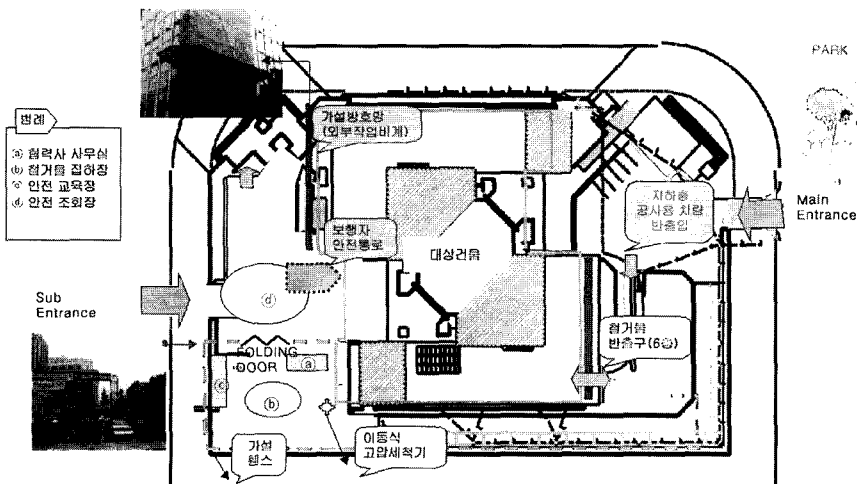 PARK
범례
ⓐ 협력사 사무실
ⓑ 철거물 집하장
ⓒ 안전 교육장
ⓓ 안전 조회장
가설방호망
(외부작업비계)
지하층
공사용 차량
반출입
Main
Entrance
보행자
안전통로
대상건물
ⓓ
Sub
Entrance
철거물
반출구(6층)
FOLDING
DOOR
ⓐ
ⓒ
ⓑ
가설
휀스
이동식
고압세척기